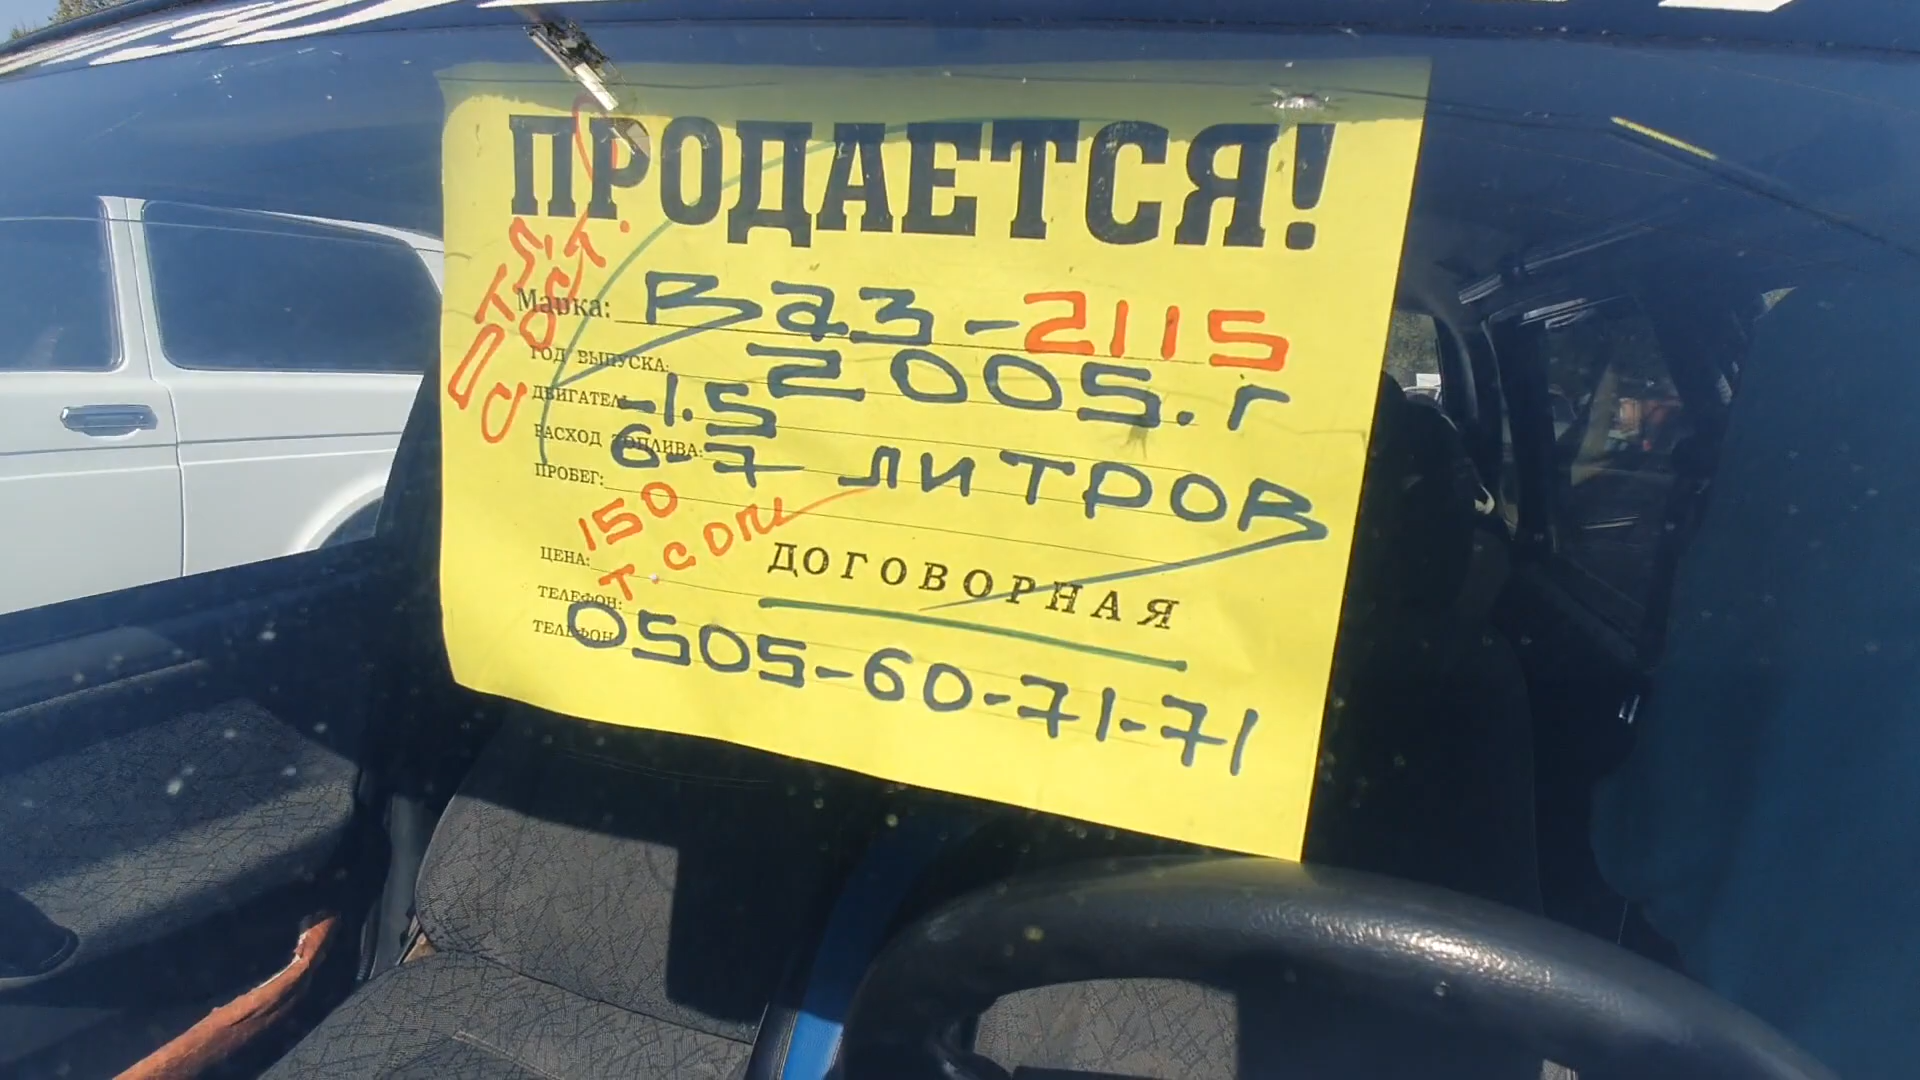 ПРОДАЕТСЯ!
Марка: Ваз-2115
ГОД ВЫПУСКА: 2005.г
ДВИГАТЕЛЬ -1.5
РАСХОД ТОПЛИВА: 6-7 ЛИТРОВ
ПРОБЕГ:
ЦЕНА: 150 т.сом ДОГОВОРНАЯ
ТЕЛЕФОН:
ТЕЛЕФОН: 0505-60-71-71